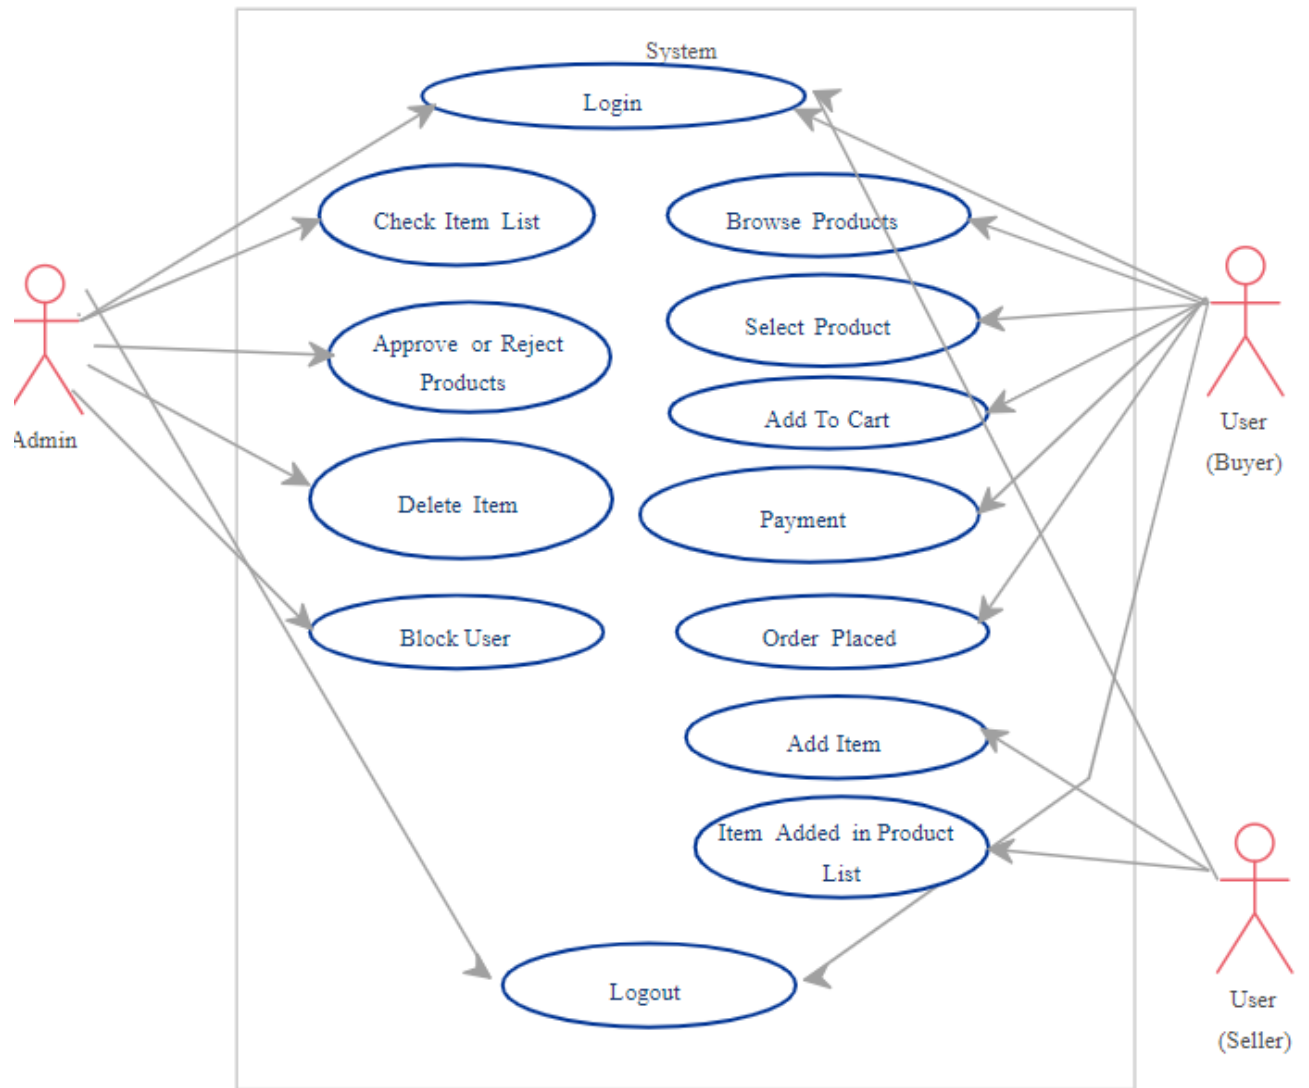 System
Login
Check Item List
Browse Products
Select Product
Approve or Reject
Products
Add To Cart
Admin
User
(Buyer)
Delete Item
Payment
Block User
Order Placed
Add Item
Item Added in Product
List
Logout
User
(Seller)